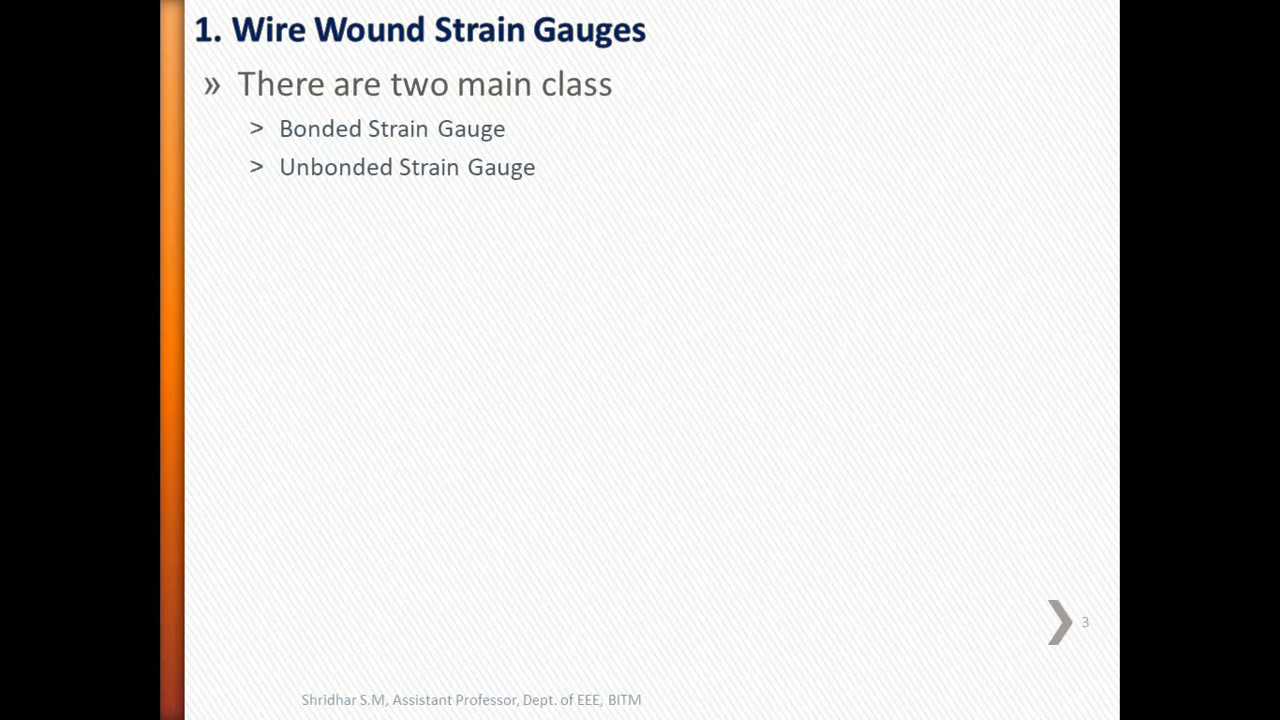 1. Wire Wound Strain Gauges
» There are two main class
> Bonded Strain Gauge
> Unbonded Strain Gauge
3
Shridhar S.M, Assistant Professor, Dept. of EEE, BITM